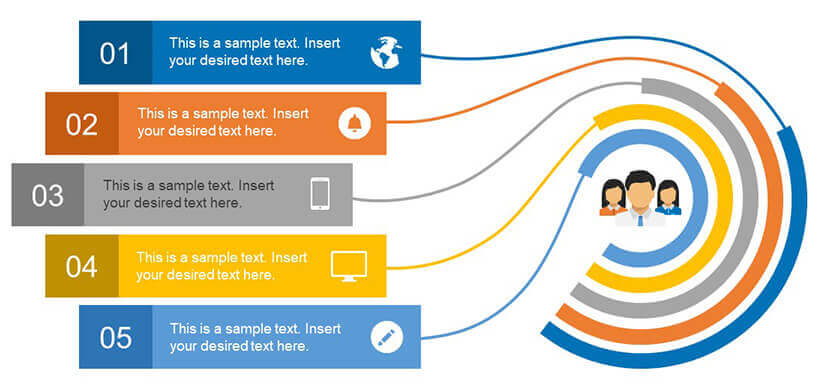 01
This is a sample text. Insert
your desired text here.
02
This is a sample text. Insert
your desired text here.
03
This is a sample text. Insert
your desired text here.
04
This is a sample text. Insert
your desired text here.
05
This is a sample text. Insert
your desired text here.